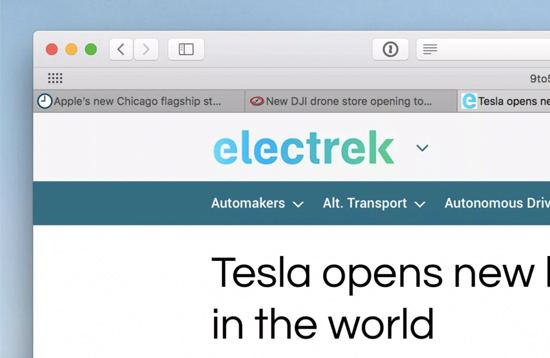 9to5
Apple's new Chicago flagship st...
New DJI drone store opening to...
Tesla opens ne
electrek
Automakers
Alt. Transport
Autonomous Driv
Tesla opens new
in the world